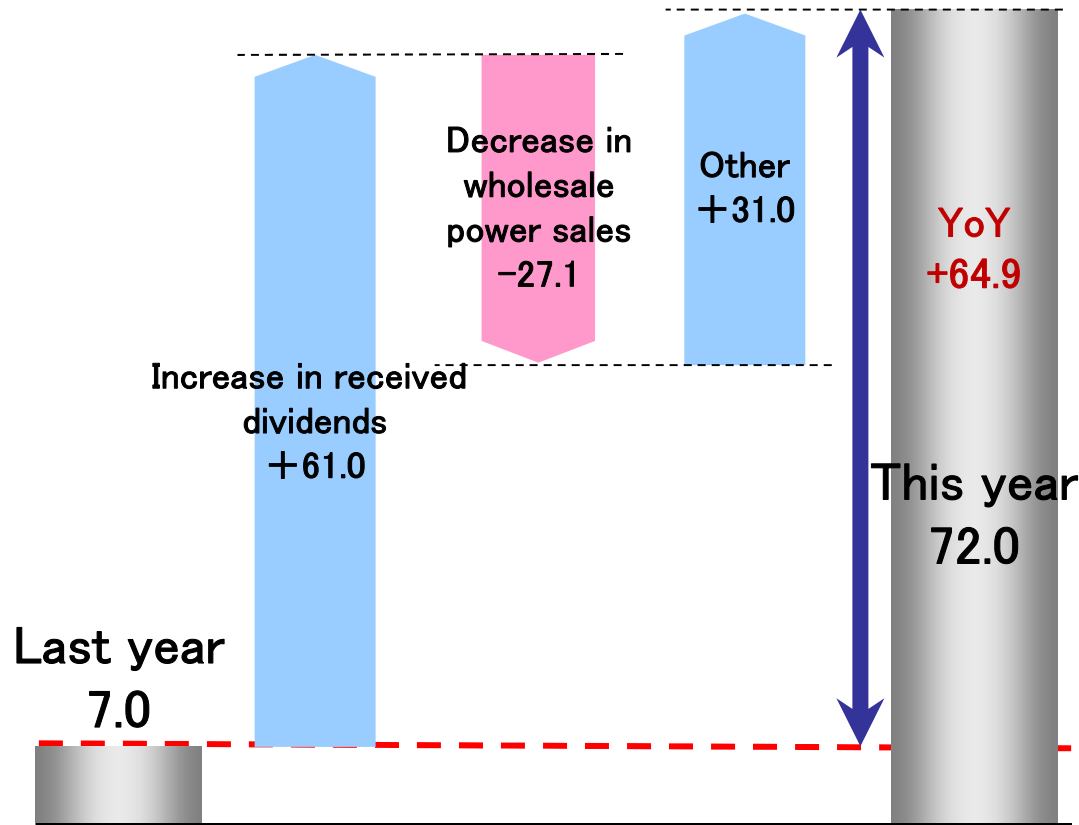 Last year
7.0
Increase in received
dividends
＋61.0
Decrease in
wholesale
power sales
−27.1
Other
＋31.0
YoY
+64.9
This year
72.0